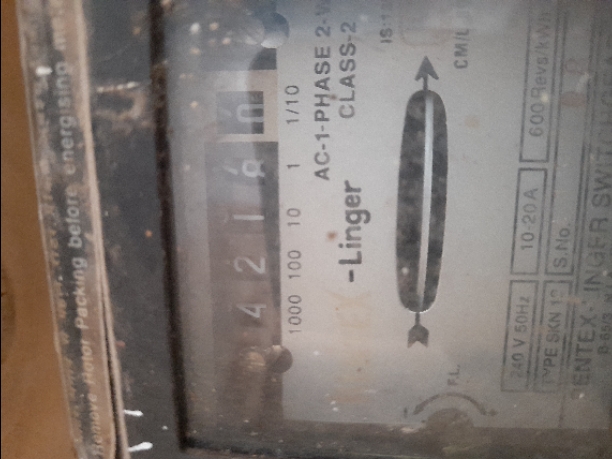 Remove Rotor Packing before energising
4 2 1 8 0
1000 100 10 1 1/10
AC-1-PHASE 2-
CLASS-2
-Linger
CM/L
F.L.
- +
240 V 50Hz 10-20A 600 Revs/kWh
TYPE SKN S.No.